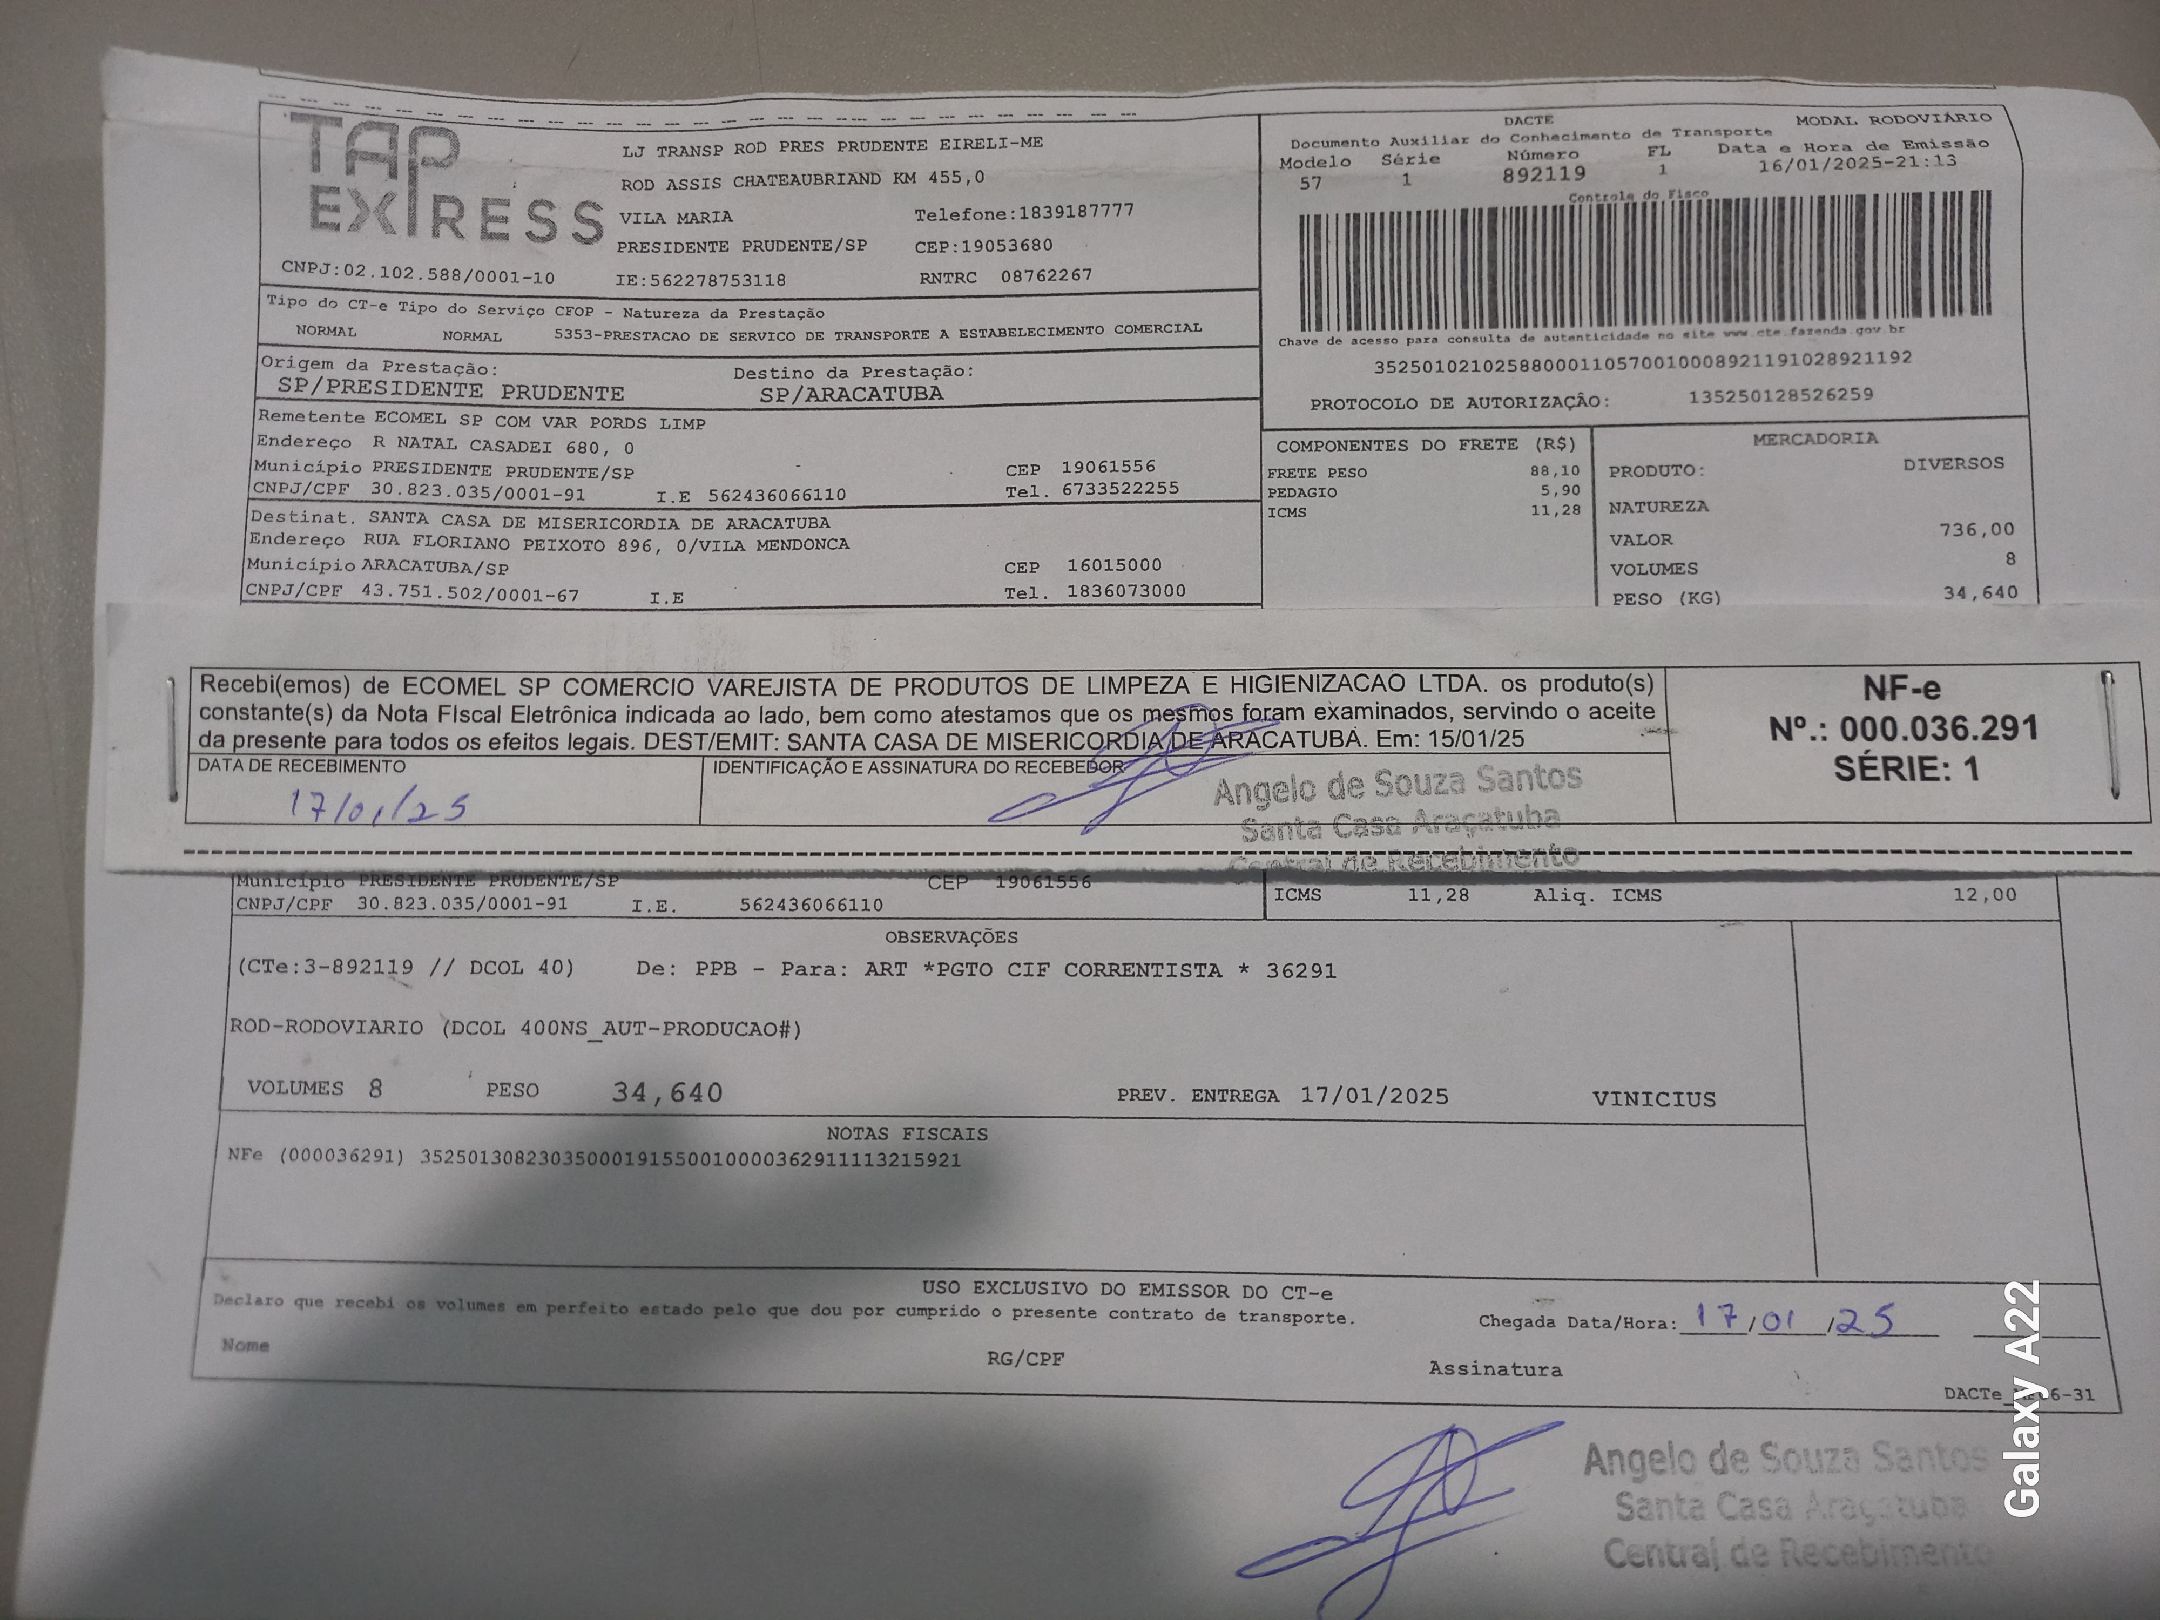 TAP EXPRESS
LJ TRANSP ROD PRES PRUDENTE EIRELI-ME
ROD ASSIS CHATEAUBRIAND KM 455,0
VILA MARIA Telefone:1839187777
PRESIDENTE PRUDENTE/SP CEP:19053680
CNPJ:02.102.588/0001-10 IE:562278753118 RNTRC 08762267
DACTE MODAL RODOVIÁRIO
Documento Auxiliar do Conhecimento de Transporte
Modelo Série Número FL Data e Hora de Emissão
57 1 892119 1 16/01/2025-21:13
Controle do Fisco
Chave de acesso para consulta de autenticidade no site www.cte.fazenda.gov.br
35250102102588000110570010008921191028921192
PROTOCOLO DE AUTORIZAÇÂO: 135250128526259
Tipo do CT-e Tipo do Serviço CFOP - Natureza da Prestação
NORMAL NORMAL 5353-PRESTACAO DE SERVICO DE TRANSPORTE A ESTABELECIMENTO COMERCIAL
Origem da Prestação: Destino da Prestação:
SP/PRESIDENTE PRUDENTE SP/ARACATUBA
Remetente ECOMEL SP COM VAR PORDS LIMP
Endereço R NATAL CASADEI 680, 0
Município PRESIDENTE PRUDENTE/SP CEP 19061556
CNPJ/CPF 30.823.035/0001-91 I.E 562436066110 Tel. 6733522255
Destinat. SANTA CASA DE MISERICORDIA DE ARACATUBA
Endereço RUA FLORIANO PEIXOTO 896, 0/VILA MENDONCA
Município ARACATUBA/SP CEP 16015000
CNPJ/CPF 43.751.502/0001-67 I.E Tel. 1836073000
COMPONENTES DO FRETE (R$)
FRETE PESO 88,10
PEDAGIO 5,90
ICMS 11,28
MERCADORIA
PRODUTO: DIVERSOS
NATUREZA
VALOR 736,00
VOLUMES 8
PESO (KG) 34,640
Recebi(emos) de ECOMEL SP COMERCIO VAREJISTA DE PRODUTOS DE LIMPEZA E HIGIENIZACAO LTDA. os produto(s)
constante(s) da Nota FIscal Eletrônica indicada ao lado, bem como atestamos que os mesmos foram examinados, servindo o aceite
da presente para todos os efeitos legais. DEST/EMIT: SANTA CASA DE MISERICORDIA DE ARACATUBA. Em: 15/01/25
DATA DE RECEBIMENTO IDENTIFICAÇÃO E ASSINATURA DO RECEBEDOR
17/01/25
Angelo de Souza Santos
Santa Casa Araçatuba
Central de Recebimento
NF-e
Nº.: 000.036.291
SÉRIE: 1
Município PRESIDENTE PRUDENTE/SP CEP 19061556
CNPJ/CPF 30.823.035/0001-91 I.E. 562436066110
ICMS 11,28 Aliq. ICMS 12,00
OBSERVAÇÕES
(CTe:3-892119 // DCOL 40) De: PPB - Para: ART *PGTO CIF CORRENTISTA * 36291
ROD-RODOVIARIO (DCOL 400NS_AUT-PRODUCAO#)
VOLUMES 8 PESO 34,640 PREV. ENTREGA 17/01/2025 VINICIUS
NOTAS FISCAIS
NFe (000036291) 35250130823035000191550010000362911113215921
USO EXCLUSIVO DO EMISSOR DO CT-e
Declaro que recebi os volumes em perfeito estado pelo que dou por cumprido o presente contrato de transporte.
Chegada Data/Hora: 17/01/25
Nome RG/CPF Assinatura
Angelo de Souza Santos
Santa Casa Araçatuba
Central de Recebimento
Galaxy A22